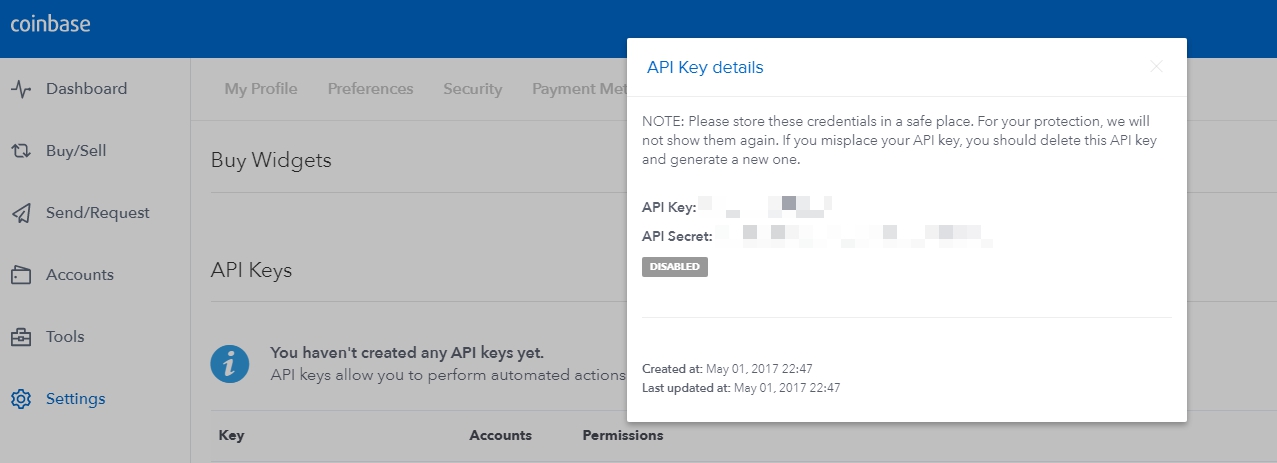 coinbase
Dashboard
Buy/Sell
Send/Request
Accounts
Tools
Settings
My Profile Preferences Security Payment Met
Buy Widgets
API Keys
You haven't created any API keys yet.
API keys allow you to perform automated actions
Key Accounts Permissions
API Key details
NOTE: Please store these credentials in a safe place. For your protection, we will
not show them again. If you misplace your API key, you should delete this API key
and generate a new one.
API Key:
API Secret:
DISABLED
Created at: May 01, 2017 22:47
Last updated at: May 01, 2017 22:47